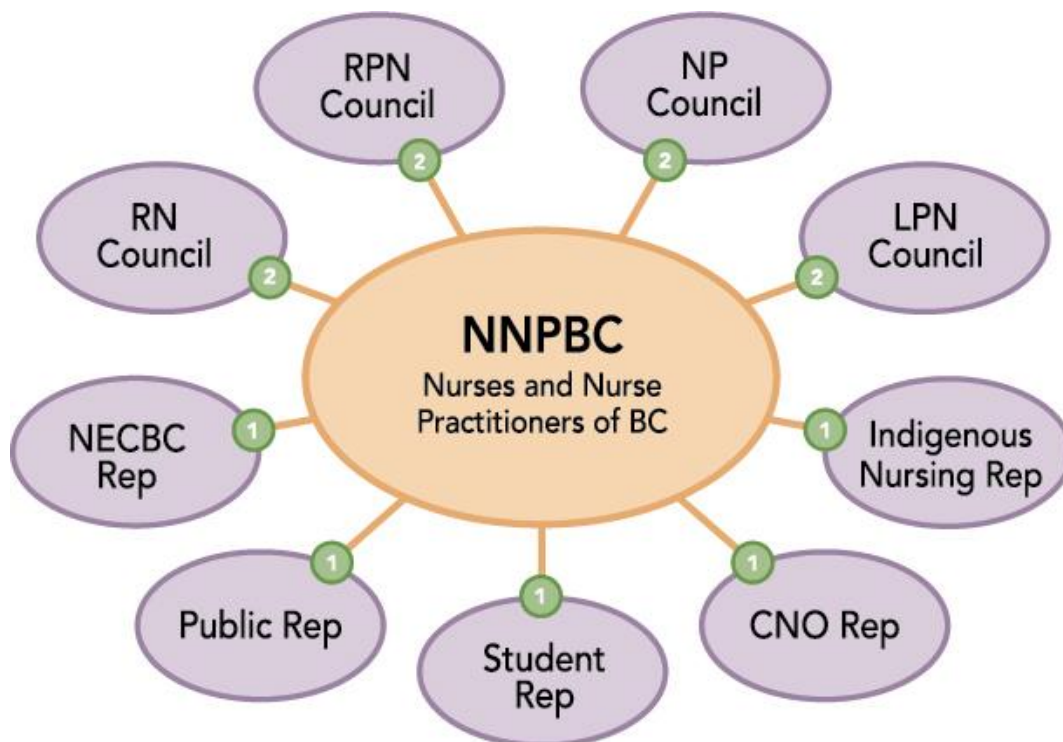 RPN
Council
2
NP
Council
2
RN
Council
2
LPN
Council
2
NNPBC
Nurses and Nurse
Practitioners of BC
NECBC
Rep
1
Indigenous
Nursing Rep
1
Public Rep
1
Student
Rep
1
CNO Rep
1